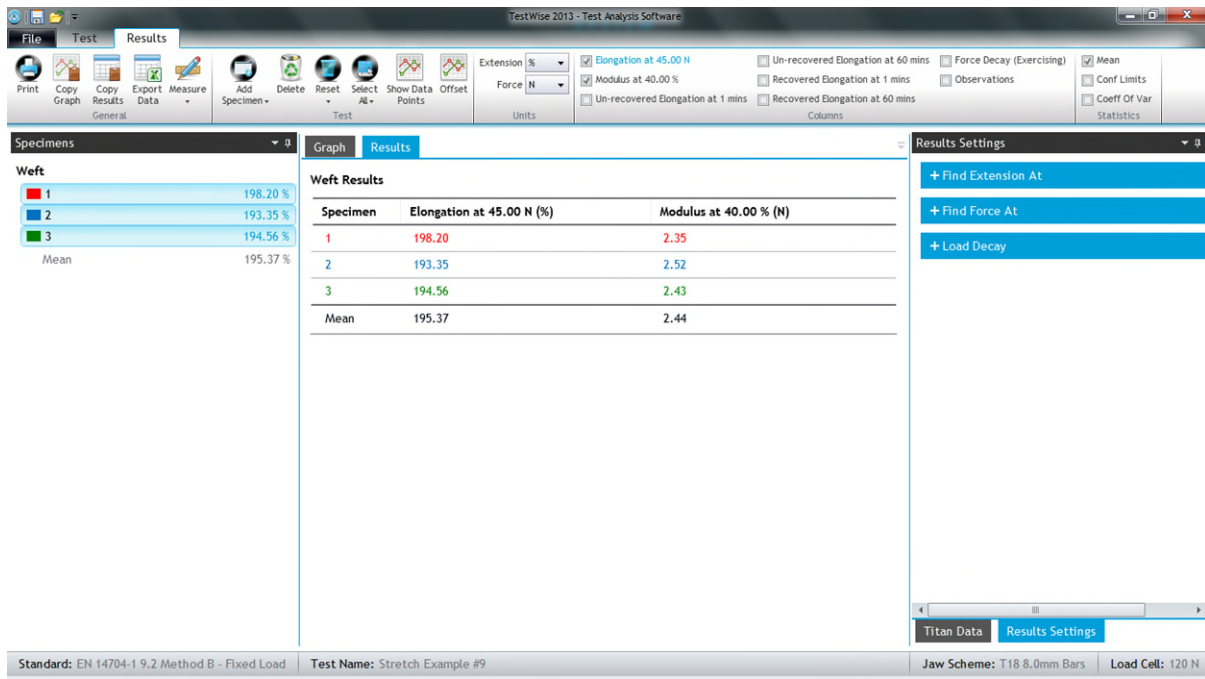 TestWise 2013 - Test Analysis Software
File Test Results
Print
Copy Graph
Copy Results
Export Data
Measure
General
Add Specimen
Delete
Reset
Select All
Show Data Points
Offset
Test
Extension %
Force N
Units
Elongation at 45.00 N
Modulus at 40.00 %
Un-recovered Elongation at 1 mins
Un-recovered Elongation at 60 mins
Recovered Elongation at 1 mins
Recovered Elongation at 60 mins
Force Decay (Exercising)
Observations
Columns
Mean
Conf Limits
Coeff Of Var
Statistics
Specimens
Weft
1 198.20 %
2 193.35 %
3 194.56 %
Mean 195.37 %
Graph Results
Weft Results
Specimen Elongation at 45.00 N (%) Modulus at 40.00 % (N)
1 198.20 2.35
2 193.35 2.52
3 194.56 2.43
Mean 195.37 2.44
Results Settings
+ Find Extension At
+ Find Force At
+ Load Decay
Titan Data Results Settings
Standard: EN 14704-1 9.2 Method B - Fixed Load
Test Name: Stretch Example #9
Jaw Scheme: T18 8.0mm Bars
Load Cell: 120 N